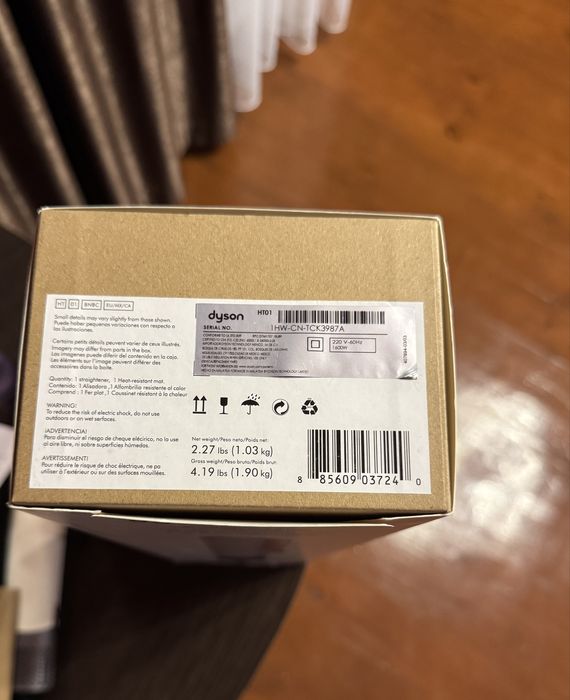 HT 01 BNBC EU/MX/CA
Small details may vary slightly from those shown.
Puede haber pequenas variaciones con respecto a
las ilustraciones.
Certains petits détails peuvent varier de ceux illustrés.
Imagery may differ from parts in the box.
Las imagenes puede diferir del contenido en la caja.
Les éléments sur l'image peuvent différer des
accessoires dans la boite.
Quantity: 1 straightener, 1 Heat-resistant mat.
Contenido: 1 Alisadora ,1 Alfombrilla resistente al calor
Comprend : 1 Fer plat , 1 Coussinet résistant à la chaleur
WARNING:
To reduce the risk of electric shock, do not use
outdoors or on wet surfaces.
¡ADVERTENCIA!
Para disminuir el riesgo de choque eléctrico, no la use
al aire libre, ni sobre superficies húmedas.
AVERTISSEMENT!
Pour réduire le risque de choc électrique, ne pa
utiliser à l'extérieur ou sur des surfaces mouillées.
dyson HT01
SERIAL NO. 1HW-CN-TCK3987A
220 V-60Hz
1600W
Net weight/Peso neto/Poids net:
2.27 lbs (1.03 kg)
Gross weight/Peso bruto/Poids brut:
4.19 lbs (1.90 kg)
8 85609 03724 0